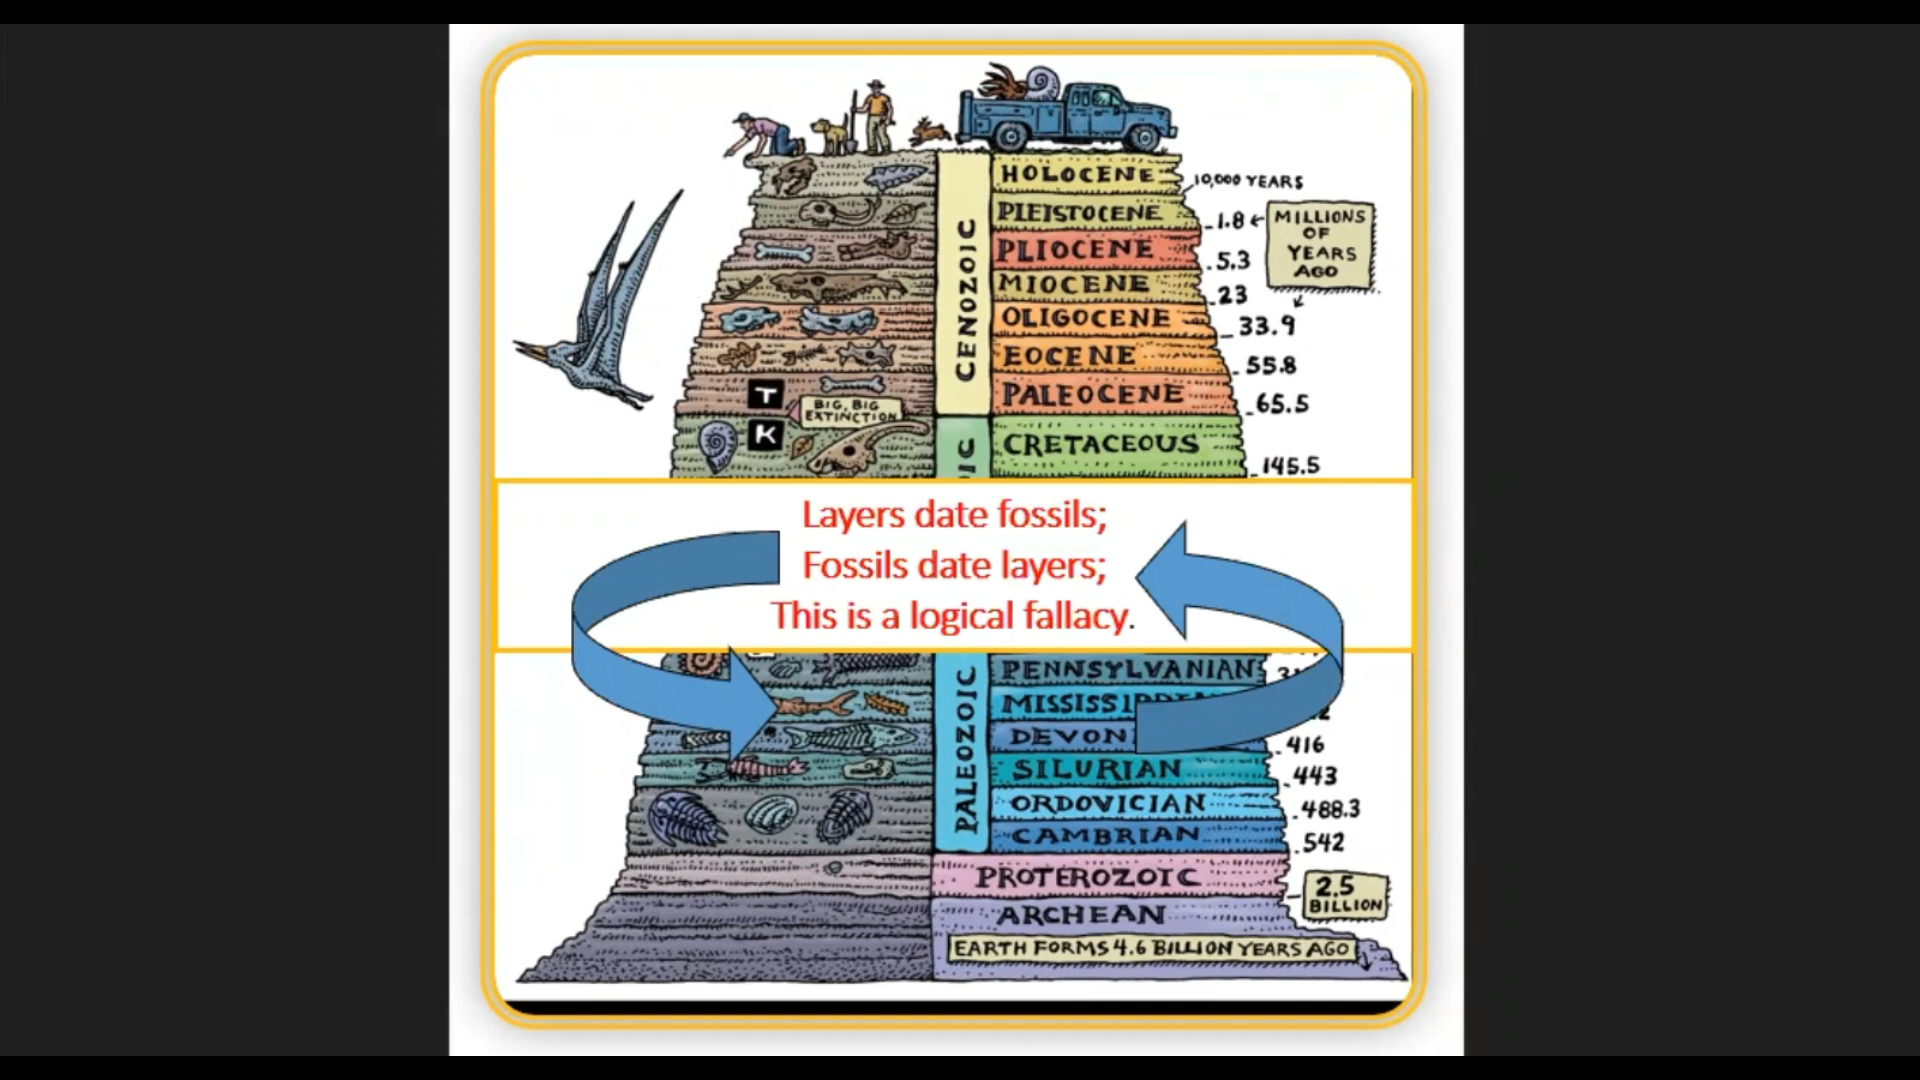 HOLOCENE
10,000 YEARS
PLEISTOCENE
1.8
MILLIONS
OF
YEARS
AGO
PLIOCENE
5.3
MIOCENE
23
OLIGOCENE
33.9
EOCENE
55.8
PALEOCENE
65.5
CENOZOIC
T
BIG, BIG
EXTINCTION
K
CRETACEOUS
145.5
Layers date fossils;
Fossils date layers;
This is a logical fallacy.
PENNSYLVANIAN
PALEOZOIC
416
SILURIAN
443
ORDOVICIAN
488.3
CAMBRIAN
542
PROTEROZOIC
2.5
BILLION
ARCHEAN
EARTH FORMS 4.6 BILLION YEARS AGO